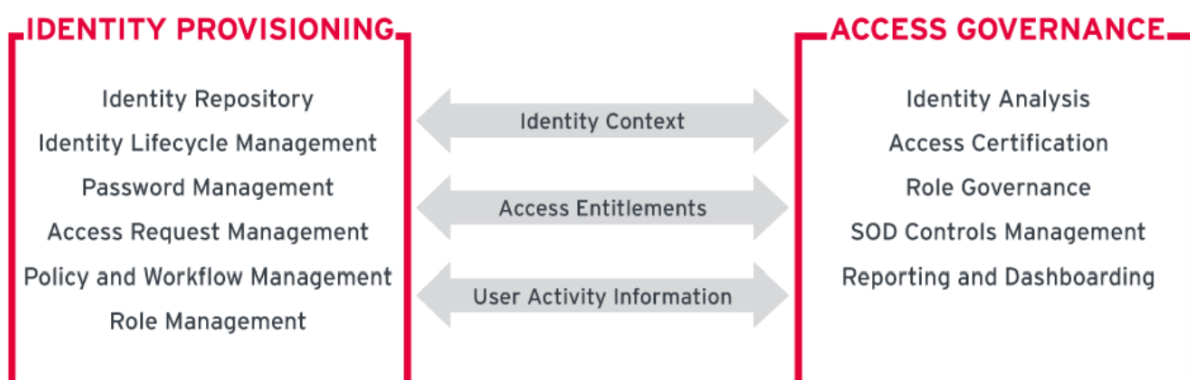 IDENTITY PROVISIONING
Identity Repository
Identity Lifecycle Management
Password Management
Access Request Management
Policy and Workflow Management
Role Management
Identity Context
Access Entitlements
User Activity Information
ACCESS GOVERNANCE
Identity Analysis
Access Certification
Role Governance
SOD Controls Management
Reporting and Dashboarding